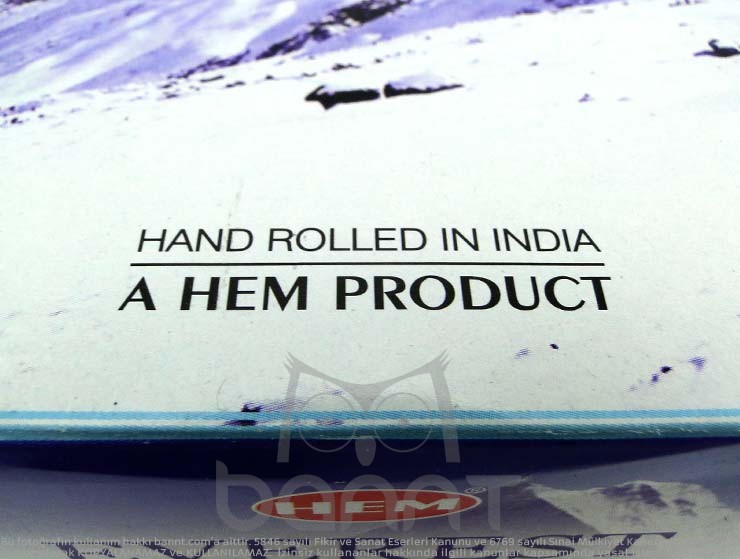 HAND ROLLED IN INDIA
A HEM PRODUCT
bannt
HEM®
Bu fotoğrafın kullanım hakkı bannt.com'a aittir. 5846 sayılı Fikir ve Sanat Eserleri Kanunu ve 6769 sayılı Sınai Mülkiyet
KOPYALANAMAZ ve KULLANILAMAZ. İzinsiz kullananlar hakkında ilgili kanunlar kapsamında yasal